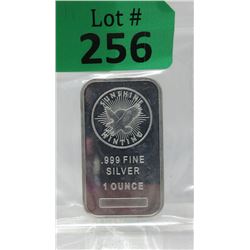 Lot #
256
SUNSHINE
MINTING
.999 FINE
SILVER
1 OUNCE